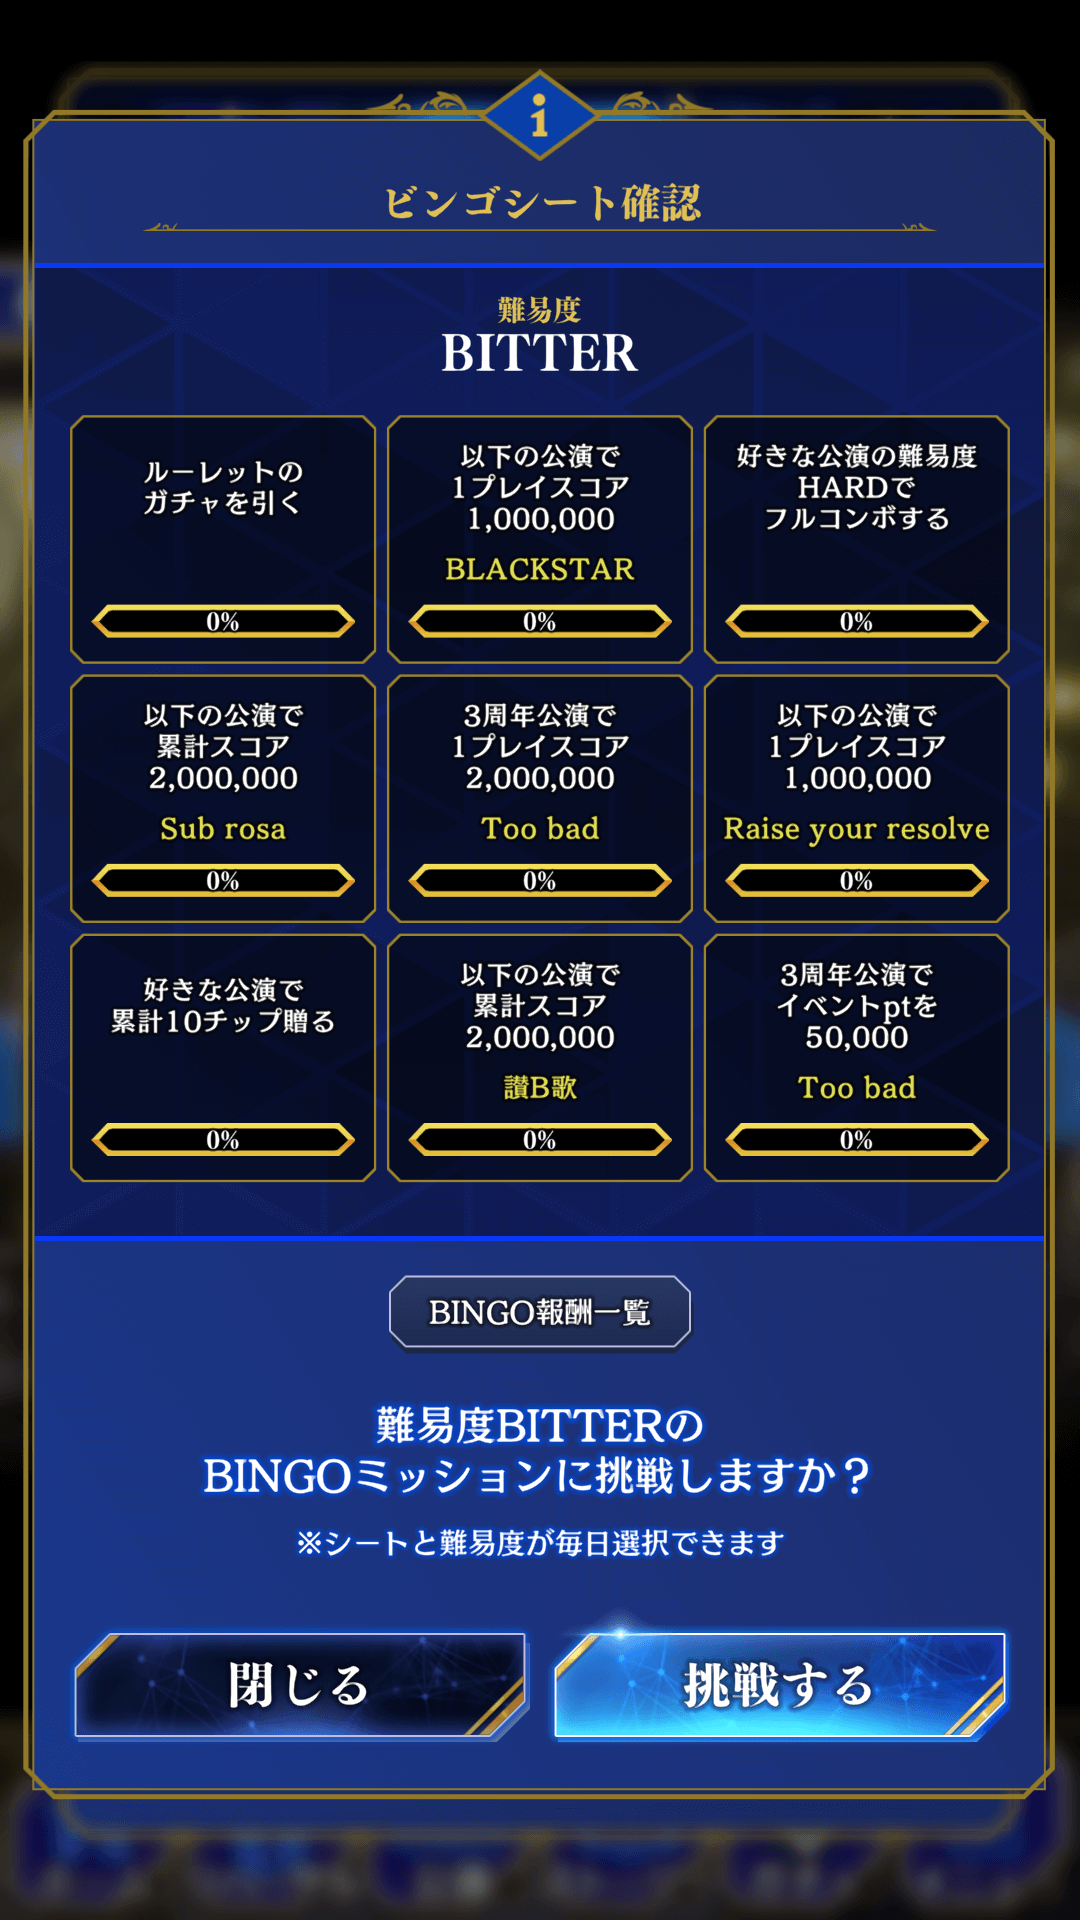 i
ビンゴシート確認
難易度
BITTER
ルーレットの
ガチャを引く
0%
以下の公演で
1プレイスコア
1,000,000
BLACKSTAR
0%
好きな公演の難易度
HARDで
フルコンボする
0%
以下の公演で
累計スコア
2,000,000
Sub rosa
0%
3周年公演で
1プレイスコア
2,000,000
Too bad
0%
以下の公演で
1プレイスコア
1,000,000
Raise your resolve
0%
好きな公演で
累計10チップ贈る
0%
以下の公演で
累計スコア
2,000,000
讃B歌
0%
3周年公演で
イベントptを
50,000
Too bad
0%
BINGO報酬一覧
難易度BITTERの
BINGOミッションに挑戦しますか？
※シートと難易度が毎日選択できます
閉じる
挑戦する